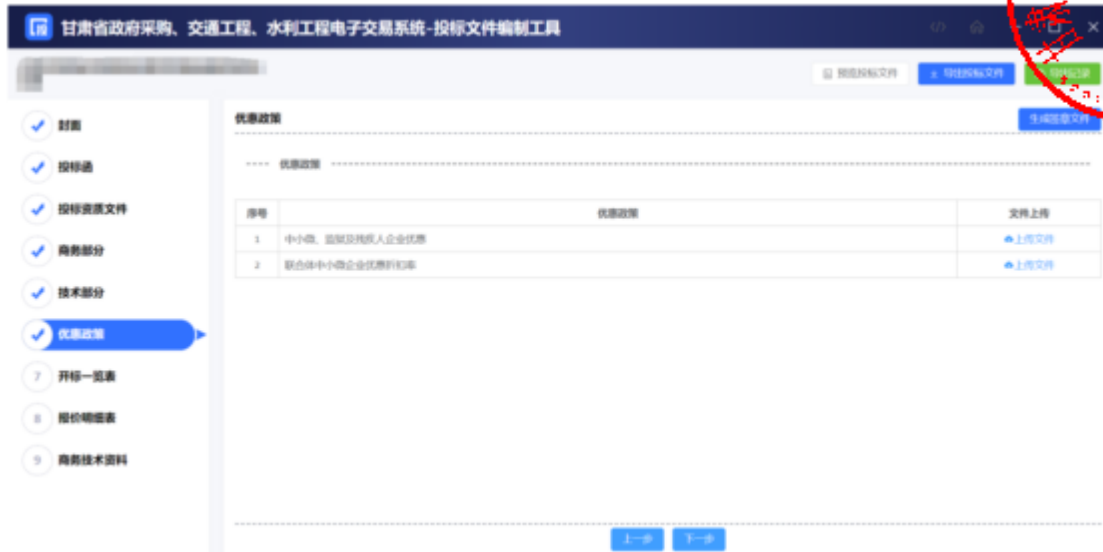 甘肃省政府采购、交通工程、水利工程电子交易系统-投标文件编制工具
预览投标文件
导出投标文件
导出记录
封面
投标函
投标资质文件
商务部分
技术部分
优惠政策
7 开标一览表
8 报价明细表
9 商务技术资料
优惠政策
生成签章文件
优惠政策
序号 优惠政策 文件上传
1 中小微、监狱及残疾人企业优惠 上传文件
2 联合体中小微企业优惠折扣率 上传文件
上一步 下一步